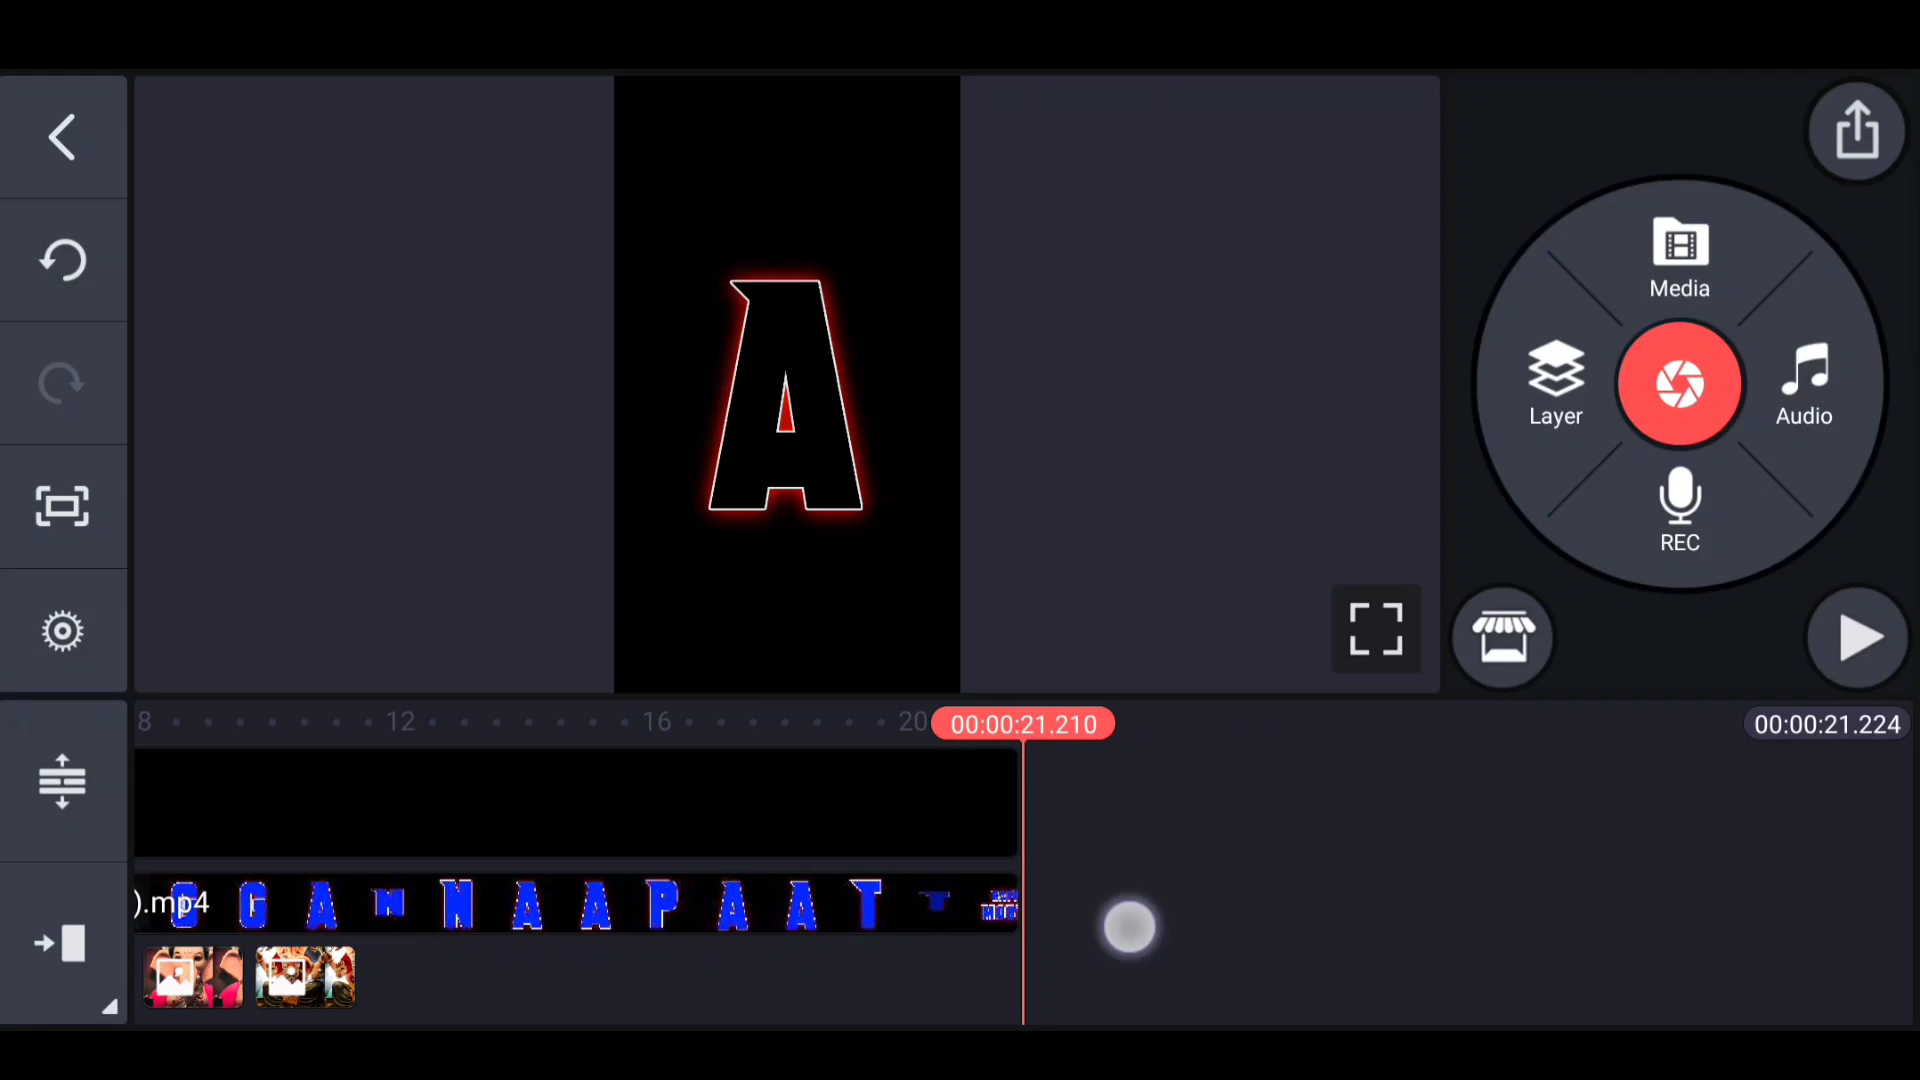 A
Media
Layer
Audio
REC
8 12 16 20 00:00:21.210 00:00:21.224
).mp4 G G A N N A A P A A T T